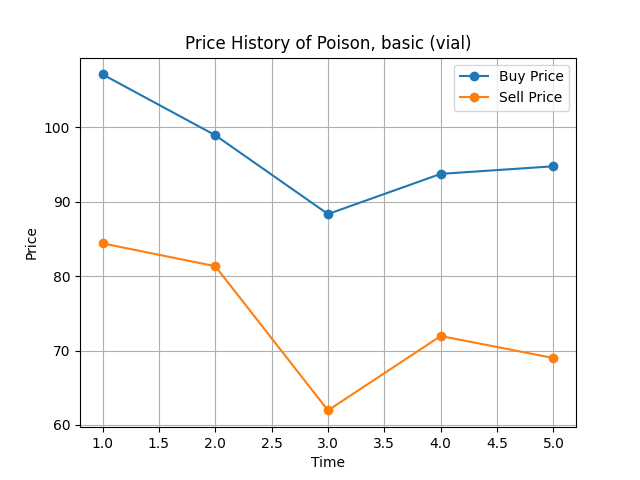 Price History of Poison, basic (vial)
Buy Price
Sell Price
Price
100
90
80
70
60
1.0 1.5 2.0 2.5 3.0 3.5 4.0 4.5 5.0
Time